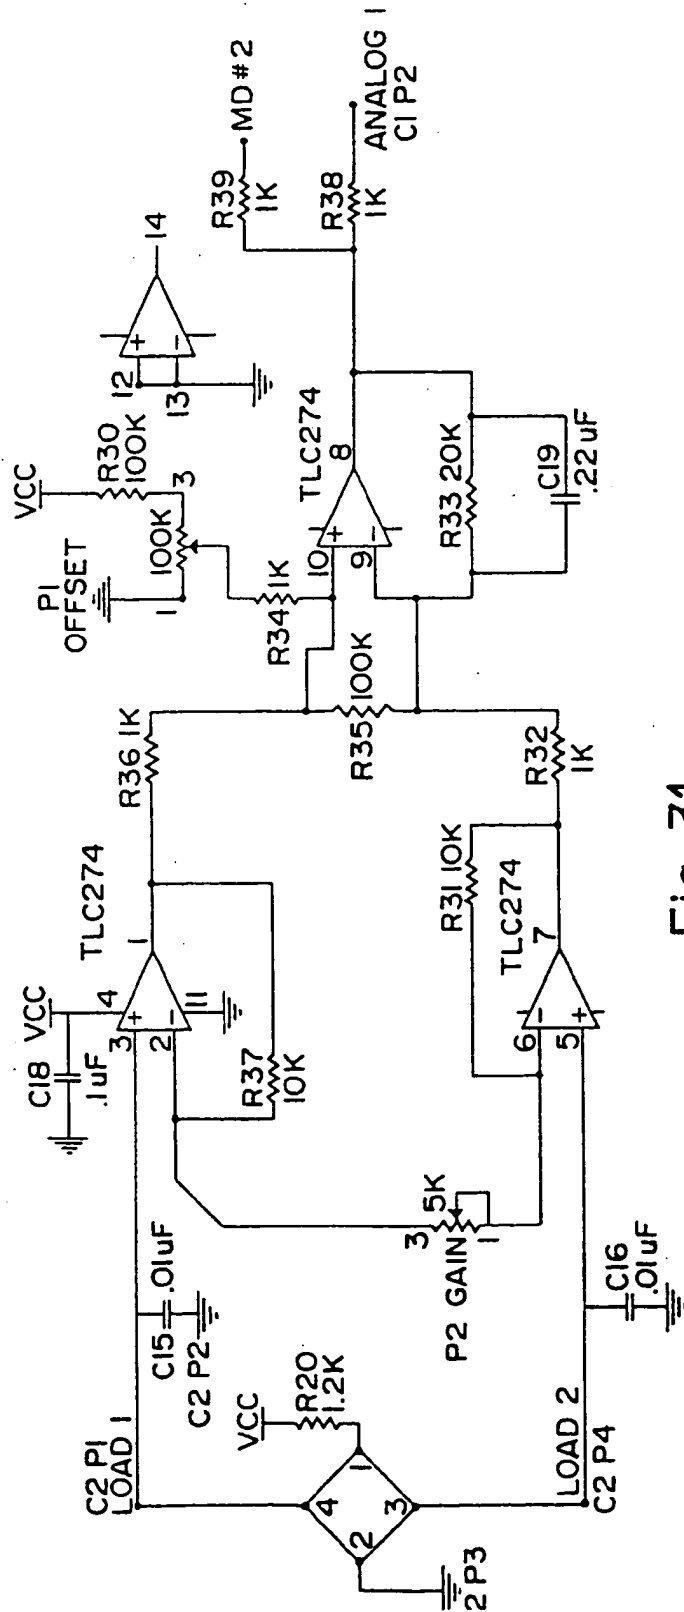 C2 P1
LOAD 1
C15
.01uF
C2 P2
VCC
R20
1.2K
4
1
2
3
2 P3
LOAD 2
C2 P4
C16
.01uF
P2 GAIN
3
5K
1
C18
.1uF
VCC
4
3
+
2
-
11
TLC274
1
R37
10K
R36 1K
R31 10K
TLC274
6
-
5
+
7
R32
1K
R35
100K
P1
OFFSET
1
100K
3
VCC
R30
100K
R34
1K
10
+
9
-
TLC274
8
R33 20K
C19
.22uF
12
+
13
-
14
R39
1K
MD#2
R38
1K
ANALOG 1
C1 P2